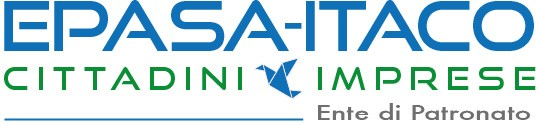 EPASA-ITACO
CITTADINI IMPRESE
Ente di Patronato